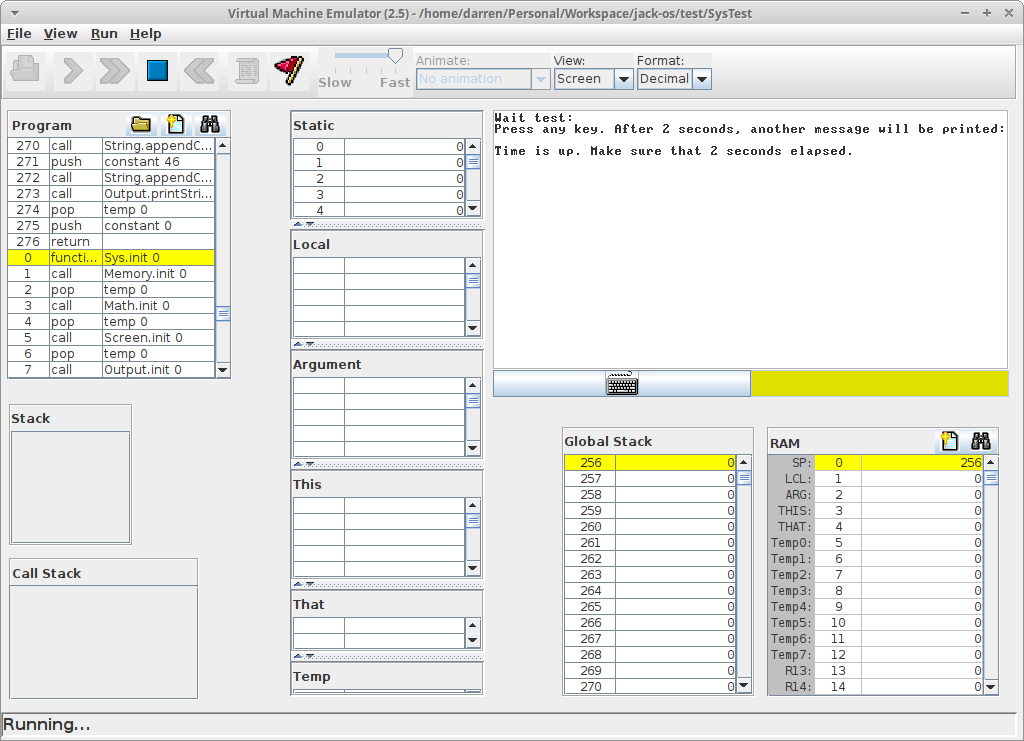 Virtual Machine Emulator (2.5) - /home/darren/Personal/Workspace/jack-os/test/SysTest
File View Run Help
Slow Fast
Animate:
No animation
View:
Screen
Format:
Decimal
Program
270 call String.appendC...
271 push constant 46
272 call String.appendC...
273 call Output.printStri...
274 pop temp 0
275 push constant 0
276 return
0 functi... Sys.init 0
1 call Memory.init 0
2 pop temp 0
3 call Math.init 0
4 pop temp 0
5 call Screen.init 0
6 pop temp 0
7 call Output.init 0
Stack
Call Stack
Static
0 0
1 0
2 0
3 0
4 0
Local
Argument
This
That
Temp
Wait test:
Press any key. After 2 seconds, another message will be printed:
Time is up. Make sure that 2 seconds elapsed.
Global Stack
256 0
257 0
258 0
259 0
260 0
261 0
262 0
263 0
264 0
265 0
266 0
267 0
268 0
269 0
270 0
RAM
SP: 0 256
LCL: 1 0
ARG: 2 0
THIS: 3 0
THAT: 4 0
Temp0: 5 0
Temp1: 6 0
Temp2: 7 0
Temp3: 8 0
Temp4: 9 0
Temp5: 10 0
Temp6: 11 0
Temp7: 12 0
R13: 13 0
R14: 14 0
Running...